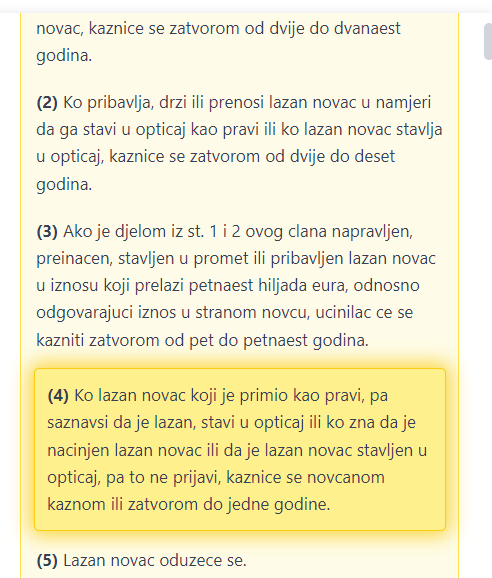 novac, kaznice se zatvorom od dvije do dvanaest
godina.
(2) Ko pribavlja, drzi ili prenosi lazan novac u namjeri
da ga stavi u opticaj kao pravi ili ko lazan novac stavlja
u opticaj, kaznice se zatvorom od dvije do deset
godina.
(3) Ako je djelom iz st. 1 i 2 ovog clana napravljen,
preinacen, stavljen u promet ili pribavljen lazan novac
u iznosu koji prelazi petnaest hiljada eura, odnosno
odgovarajuci iznos u stranom novcu, ucinilac ce se
kazniti zatvorom od pet do petnaest godina.
(4) Ko lazan novac koji je primio kao pravi, pa
saznavsi da je lazan, stavi u opticaj ili ko zna da je
nacinjen lazan novac ili da je lazan novac stavljen u
opticaj, pa to ne prijavi, kaznice se novcanom
kaznom ili zatvorom do jedne godine.
(5) Lazan novac oduzece se.